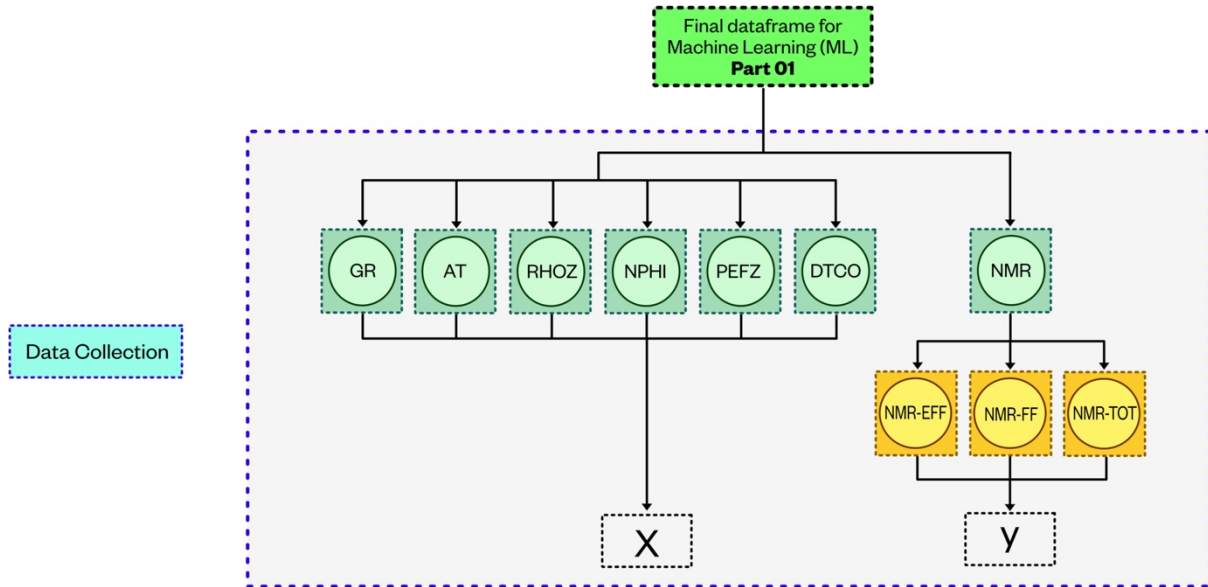 Final dataframe for
Machine Learning (ML)
Part 01
GR
AT
RHOZ
NPHI
PEFZ
DTCO
NMR
Data Collection
NMR-EFF
NMR-FF
NMR-TOT
X
y